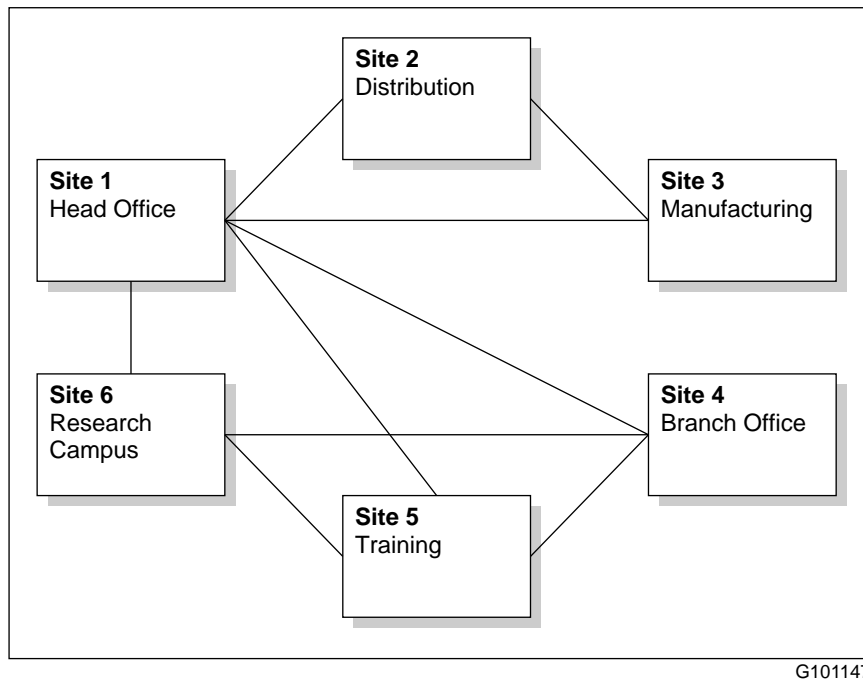 Site 2
Distribution
Site 1
Head Office
Site 3
Manufacturing
Site 6
Research
Campus
Site 4
Branch Office
Site 5
Training
G101147